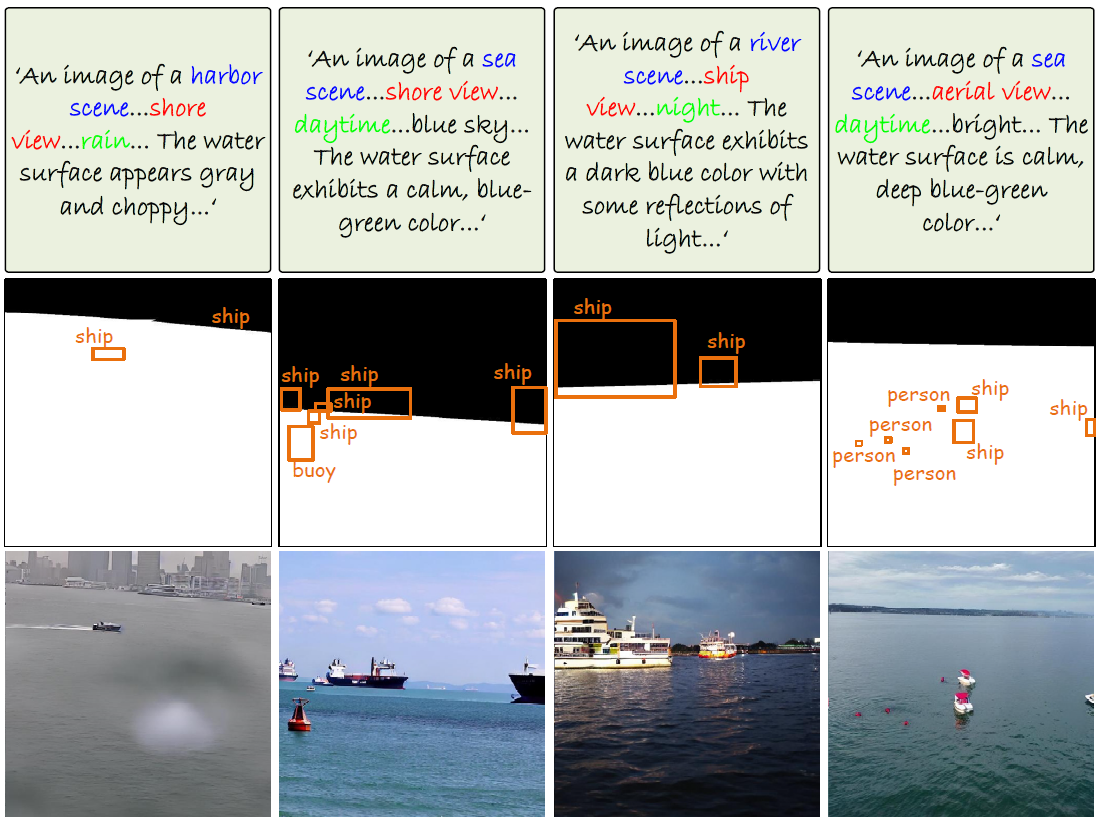 ‘An image of a harbor
scene...shore
view...rain... The water
surface appears gray
and choppy...‘
‘An image of a sea
scene...shore view...
daytime...blue sky...
The water surface
exhibits a calm, blue-
green color...‘
‘An image of a river
scene...ship
view...night... The
water surface exhibits
a dark blue color with
some reflections of
light...‘
‘An image of a sea
scene...aerial view...
daytime...bright... The
water surface is calm,
deep blue-green
color...‘
ship
ship
ship
ship
ship
ship
ship
buoy
ship
ship
person
ship
ship
person
person
ship
person